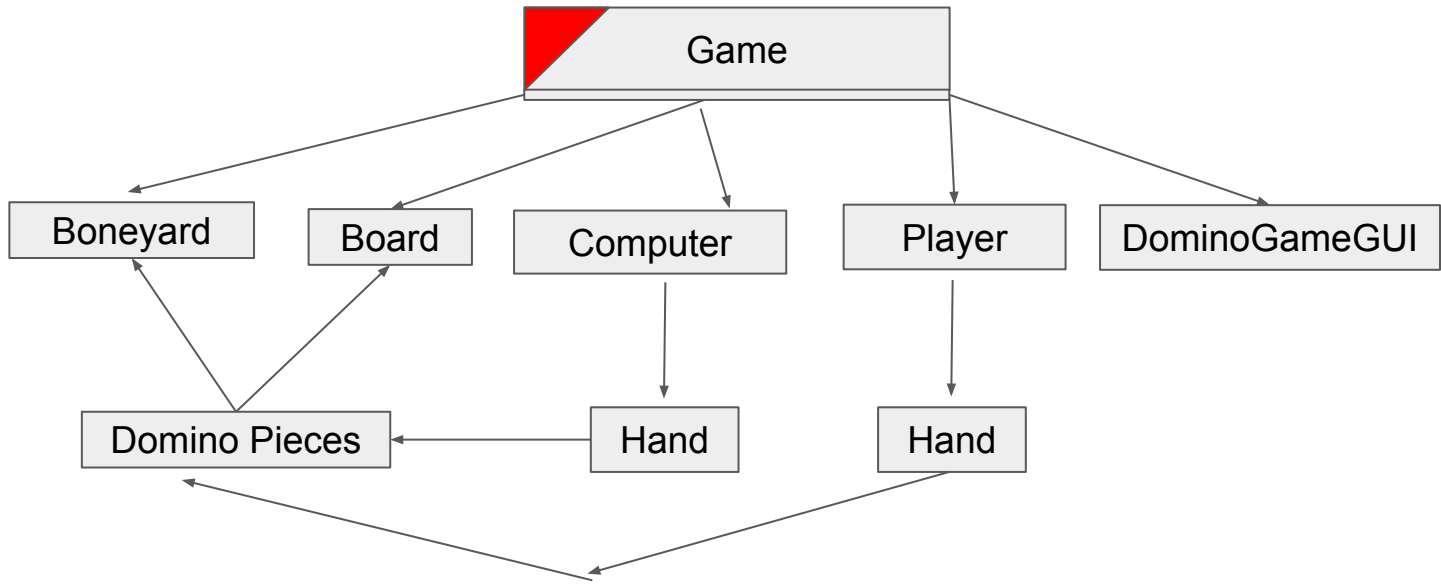 Game
Boneyard
Board
Computer
Player
DominoGameGUI
Domino Pieces
Hand
Hand